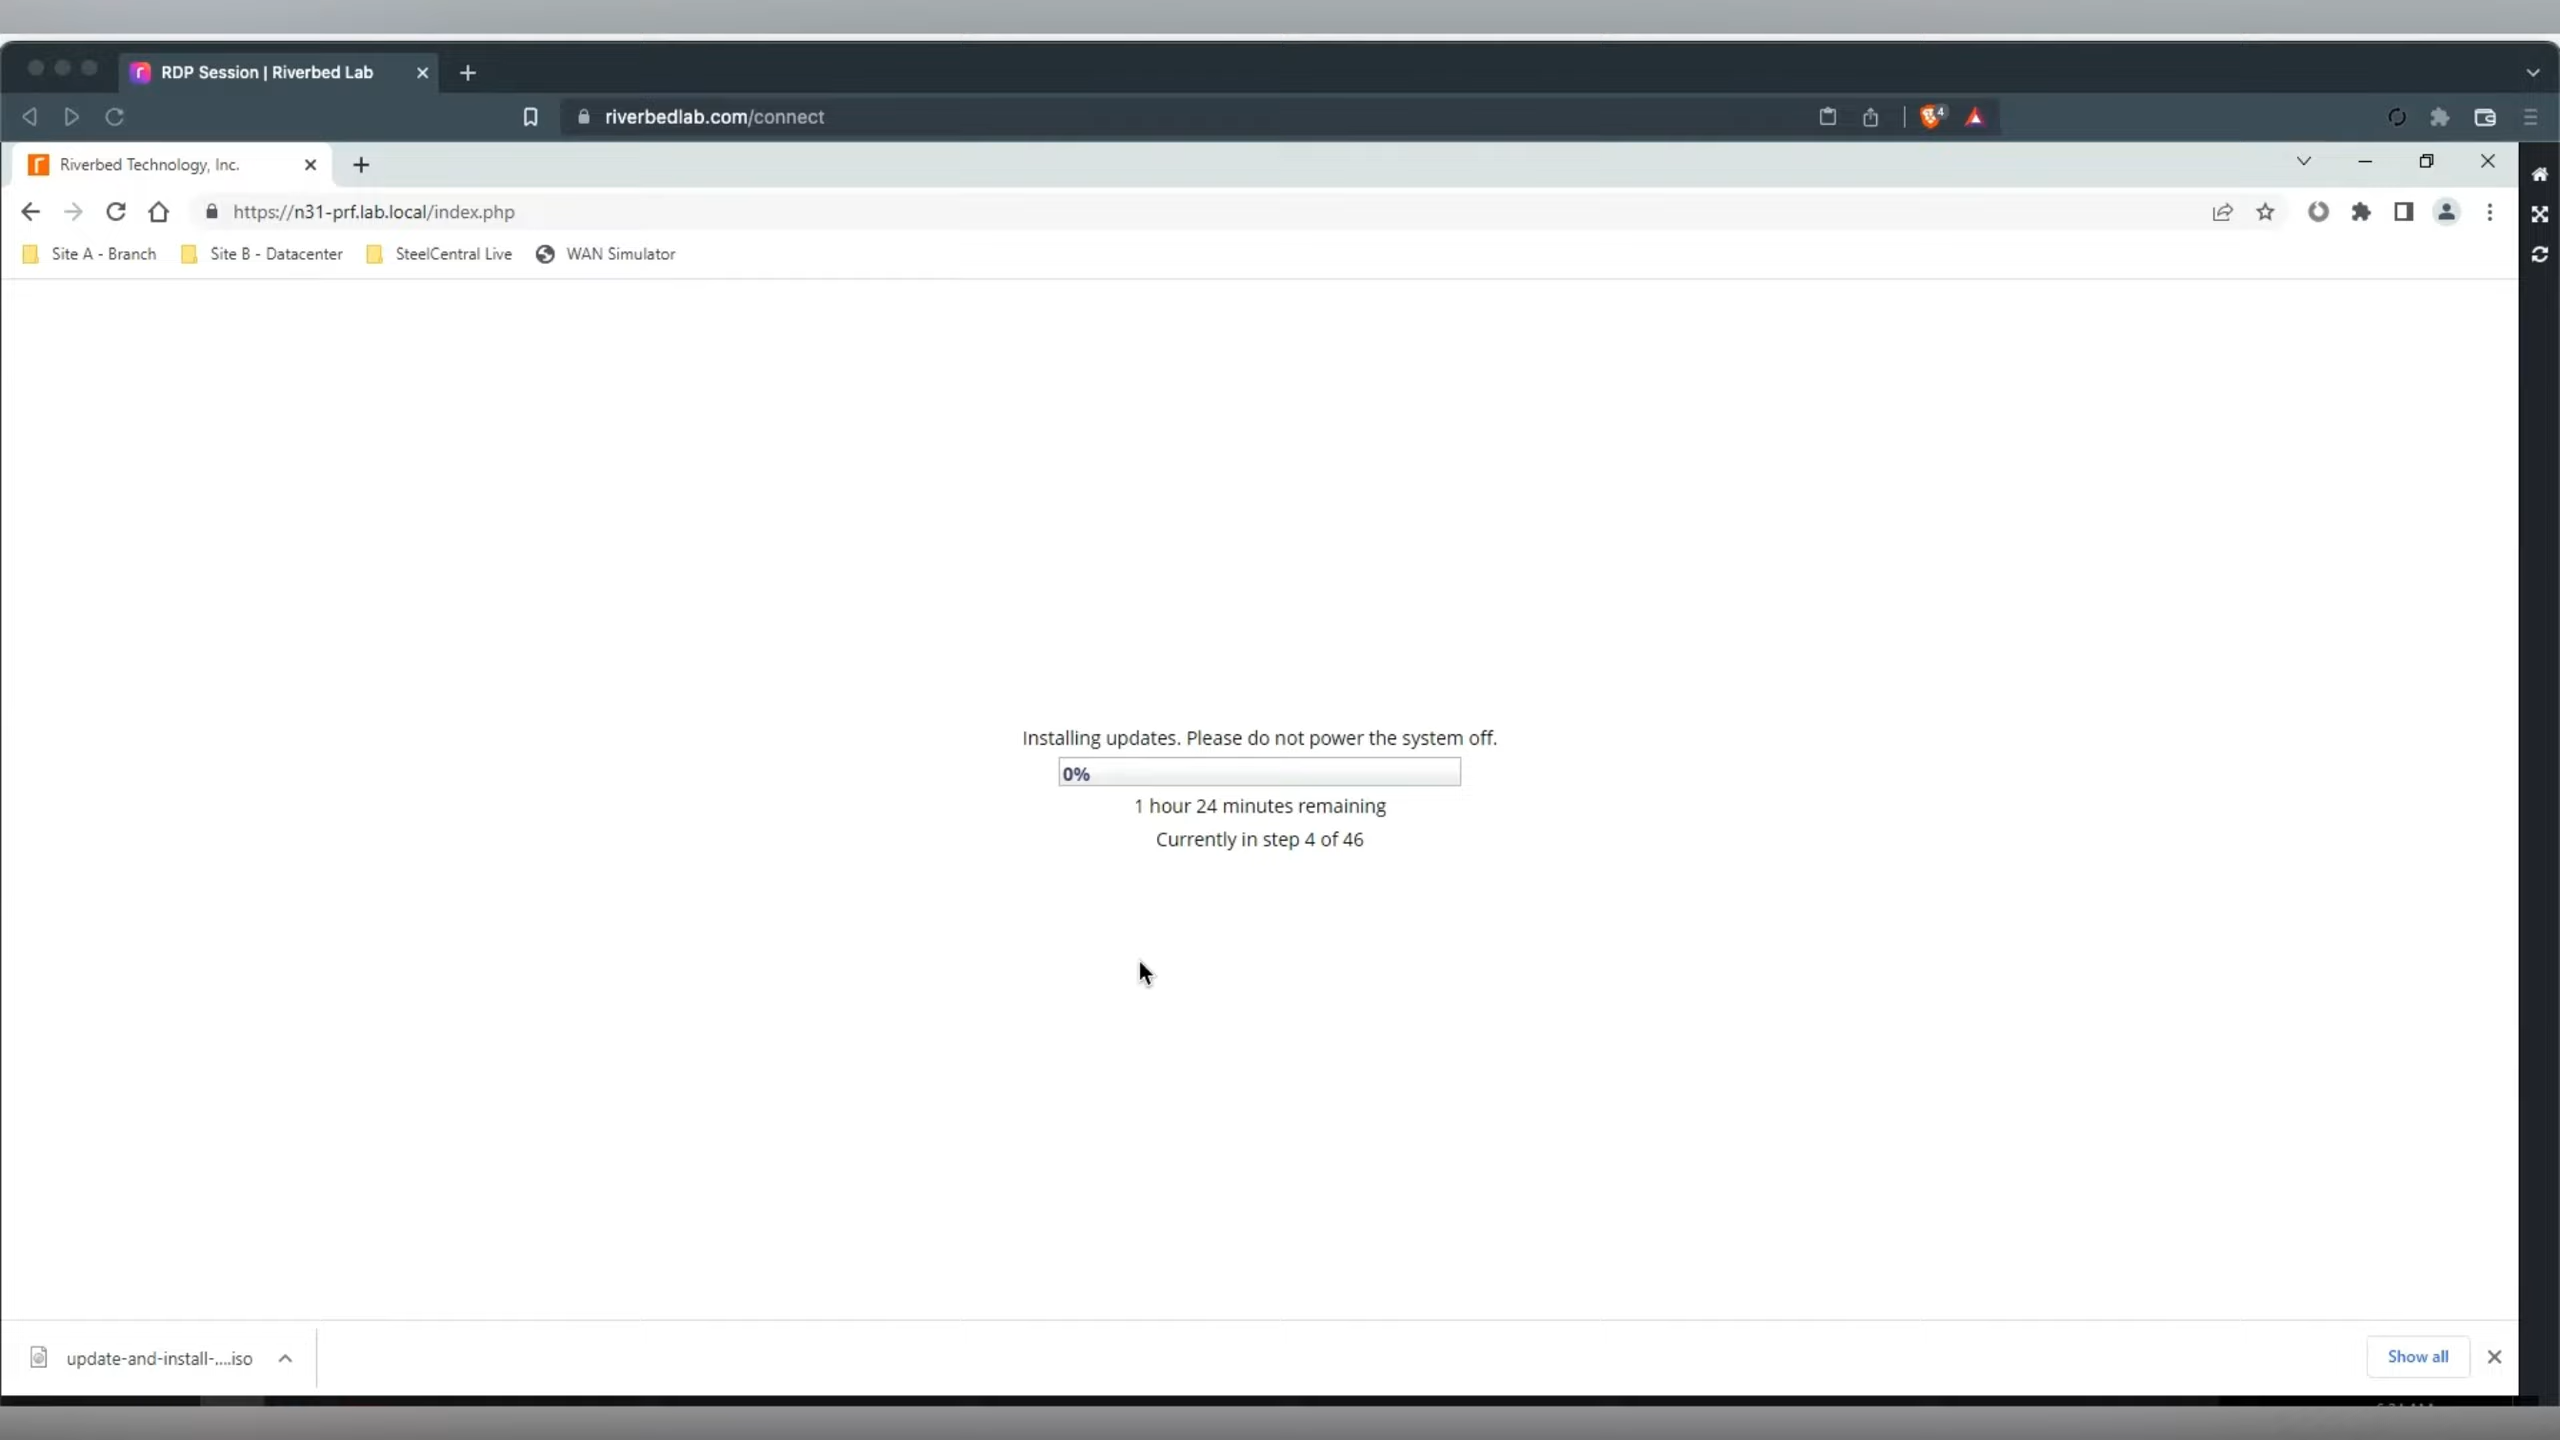 RDP Session | Riverbed Lab
riverbedlab.com/connect
4
Riverbed Technology, Inc.
https://n31-prf.lab.local/index.php
Site A - Branch
Site B - Datacenter
SteelCentral Live
WAN Simulator
Installing updates. Please do not power the system off.
0%
1 hour 24 minutes remaining
Currently in step 4 of 46
update-and-install-....iso
Show all